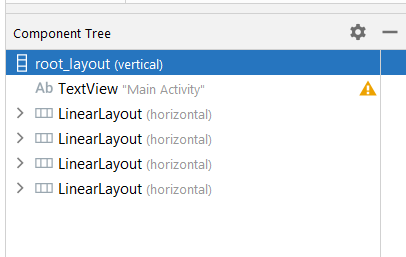 Component Tree
root_layout (vertical)
Ab TextView "Main Activity"
LinearLayout (horizontal)
LinearLayout (horizontal)
LinearLayout (horizontal)
LinearLayout (horizontal)